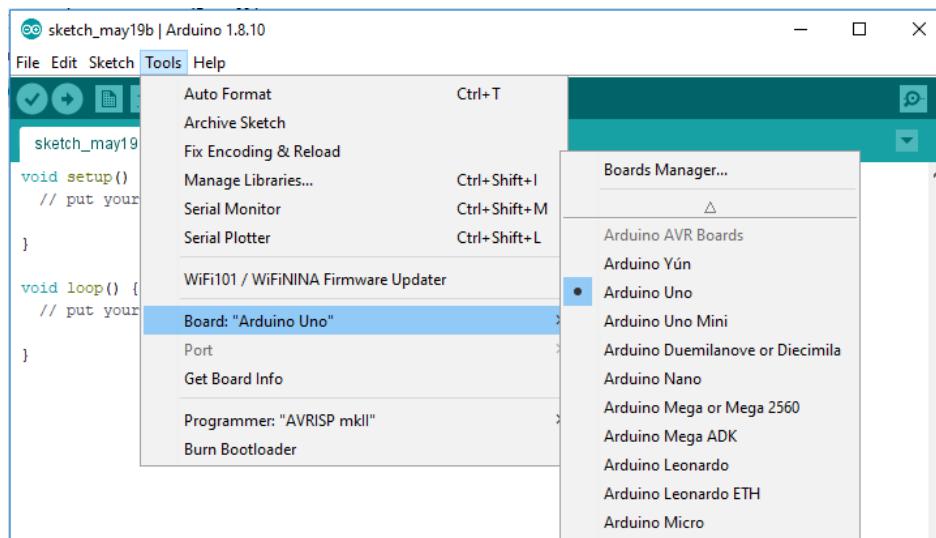 sketch_may19b | Arduino 1.8.10
File Edit Sketch Tools Help
sketch_may19
void setup()
// put your
}
void loop() {
// put your
}
Auto Format Ctrl+T
Archive Sketch
Fix Encoding & Reload
Manage Libraries... Ctrl+Shift+I
Serial Monitor Ctrl+Shift+M
Serial Plotter Ctrl+Shift+L
WiFi101 / WiFiNINA Firmware Updater
Board: "Arduino Uno"
Port
Get Board Info
Programmer: "AVRISP mkII"
Burn Bootloader
Boards Manager...
Arduino AVR Boards
Arduino Yún
Arduino Uno
Arduino Uno Mini
Arduino Duemilanove or Diecimila
Arduino Nano
Arduino Mega or Mega 2560
Arduino Mega ADK
Arduino Leonardo
Arduino Leonardo ETH
Arduino Micro